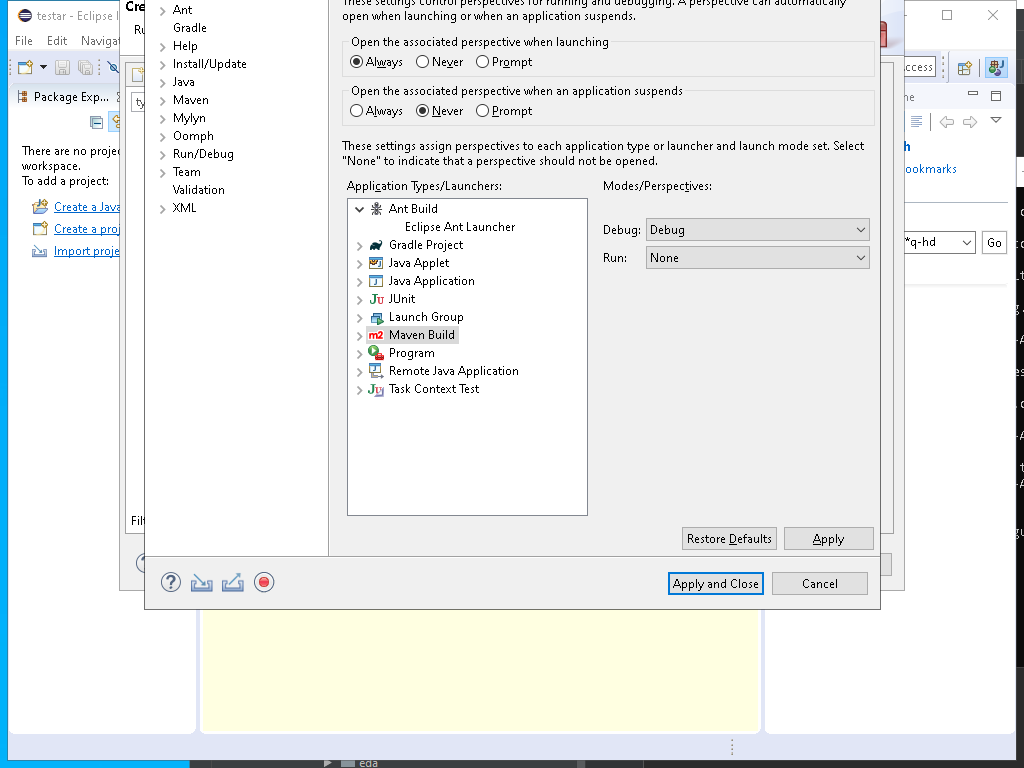 testar - Eclipse I
Cre
File Edit Navigat
Ru
Package Exp...
There are no projec
workspace.
To add a project:
Create a Java
Create a proj
Import proje
ty
Filt
Ant
Gradle
Help
Install/Update
Java
Maven
Mylyn
Oomph
Run/Debug
Team
Validation
XML
These settings control perspectives for running and debugging. A perspective can automatically
open when launching or when an application suspends.
Open the associated perspective when launching
Always Never Prompt
Open the associated perspective when an application suspends
Always Never Prompt
These settings assign perspectives to each application type or launcher and launch mode set. Select
"None" to indicate that a perspective should not be opened.
Application Types/Launchers:
Ant Build
Eclipse Ant Launcher
Gradle Project
Java Applet
Java Application
JUnit
Launch Group
m2 Maven Build
Program
Remote Java Application
Task Context Test
Modes/Perspectives:
Debug: Debug
Run: None
Restore Defaults Apply
Apply and Close Cancel
ccess
ne
h
ookmarks
*q-hd Go
eda